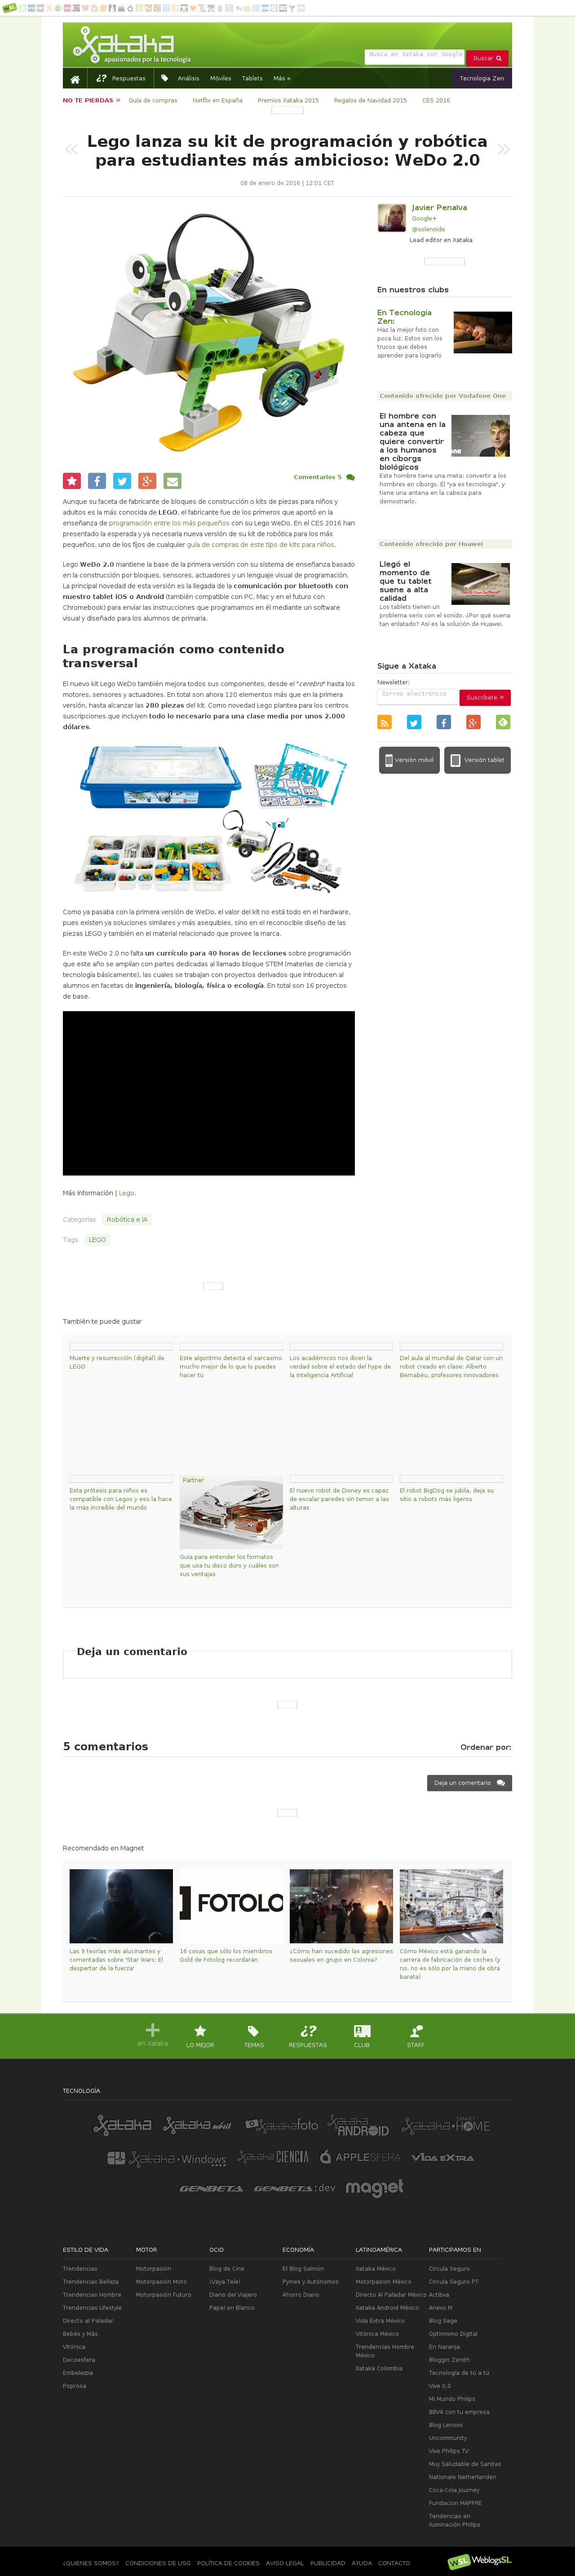 xataka
apasionados por la tecnología
Busca en Xataka con Google
Buscar
¿? Respuestas
Análisis
Móviles
Tablets
Más »
Tecnología Zen
NO TE PIERDAS »
Guía de compras
Netflix en España
Premios Xataka 2015
Regalos de Navidad 2015
CES 2016
Lego lanza su kit de programación y robótica
para estudiantes más ambicioso: WeDo 2.0
08 de enero de 2016 | 12:01 CET
Comentarios 5
Aunque su faceta de fabricante de bloques de construcción o kits de piezas para niños y
adultos es la más conocida de LEGO, el fabricante fue de los primeros que aportó en la
enseñanza de programación entre los más pequeños con su Lego WeDo. En el CES 2016 han
presentado la esperada y ya necesaria nueva versión de su kit de robótica para los más
pequeños, uno de los fijos de cualquier guía de compras de este tipo de kits para niños.
Lego WeDo 2.0 mantiene la base de la primera versión con su sistema de enseñanza basado
en la construcción por bloques, sensores, actuadores y un lenguaje visual de programación.
La principal novedad de esta versión es la llegada de la comunicación por bluetooth con
nuestro tablet iOS o Android (también compatible con PC, Mac y en el futuro con
Chromebook) para enviar las instrucciones que programamos en él mediante un software
visual y diseñado para los alumnos de primaria.
La programación como contenido
transversal
El nuevo kit Lego WeDo también mejora todos sus componentes, desde el "cerebro" hasta los
motores, sensores y actuadores. En total son ahora 120 elementos más que en la primera
versión, hasta alcanzar las 280 piezas del kit. Como novedad Lego plantea para los centros
suscripciones que incluyen todo lo necesario para una clase media por unos 2.000
dólares.
NEW
Como ya pasaba con la primera versión de WeDo, el valor del kit no está todo en el hardware,
pues existen ya soluciones similares y más asequibles, sino en el reconocible diseño de las
piezas LEGO y también en el material relacionado que provee la marca.
En este WeDo 2.0 no falta un currículo para 40 horas de lecciones sobre programación
que este año se amplían con partes dedicadas al llamado bloque STEM (materias de ciencia y
tecnología básicamente), las cuales se trabajan con proyectos derivados que introducen al
alumnos en facetas de ingeniería, biología, física o ecología. En total son 16 proyectos
de base.
Más información | Lego.
Categorías Robótica e IA
Tags LEGO
Javier Penalva
Google+
@solenoide
Lead editor en Xataka
En nuestros clubs
En Tecnología
Zen:
Haz la mejor foto con
poca luz. Estos son los
trucos que debes
aprender para lograrlo
Contenido ofrecido por Vodafone One
El hombre con
una antena en la
cabeza que
quiere convertir
a los humanos
en cíborgs
biológicos
Este hombre tiene una meta: convertir a los
hombres en cíborgs. Él "ya es tecnología", y
tiene una antena en la cabeza para
demostrarlo.
Contenido ofrecido por Huawei
Llegó el
momento de
que tu tablet
suene a alta
calidad
Los tablets tienen un
problema serio con el sonido. ¿Por qué suena
tan enlatado? Así es la solución de Huawei.
Sigue a Xataka
Newsletter:
Correo electrónico
Suscríbete »
Versión móvil
Versión tablet
También te puede gustar
Muerte y resurrección (digital) de
LEGO
Este algoritmo detecta el sarcasmo
mucho mejor de lo que lo puedes
hacer tú
Los académicos nos dicen la
verdad sobre el estado del hype de
la Inteligencia Artificial
Del aula al mundial de Qatar con un
robot creado en clase: Alberto
Bernabéu, profesores innovadores
Esta prótesis para niños es
compatible con Legos y eso la hace
la más increíble del mundo
Partner
Guía para entender los formatos
que usa tu disco duro y cuáles son
sus ventajas
El nuevo robot de Disney es capaz
de escalar paredes sin temor a las
alturas
El robot BigDog se jubila, deja su
sitio a robots más ligeros
Deja un comentario
5 comentarios
Ordenar por:
Deja un comentario
Recomendado en Magnet
FOTOLO
Las 9 teorías más alucinantes y
comentadas sobre 'Star Wars: El
despertar de la fuerza'
16 cosas que sólo los miembros
Gold de Fotolog recordarán
¿Cómo han sucedido las agresiones
sexuales en grupo en Colonia?
Cómo México está ganando la
carrera de fabricación de coches (y
no, no es sólo por la mano de obra
barata)
en Xataka
LO MEJOR
TEMAS
¿?
RESPUESTAS
CLUB
STAFF
TECNOLOGÍA
xataka
xataka móvil
xatakafoto
xataka ANDROID
xataka SMART HOME
xataka·Windows
xataka CIENCIA
APPLESFERA
VIDA EXTRA
GENBETA
GENBETA:dev
magnet
ESTILO DE VIDA
Trendencias
Trendencias Belleza
Trendencias Hombre
Trendencias Lifestyle
Directo al Paladar
Bebés y Más
Vitónica
Decoesfera
Embelezzia
Poprosa
MOTOR
Motorpasión
Motorpasión Moto
Motorpasión Futuro
OCIO
Blog de Cine
¡Vaya Tele!
Diario del Viajero
Papel en Blanco
ECONOMÍA
El Blog Salmón
Pymes y Autónomos
Ahorro Diario
LATINOAMÉRICA
Xataka México
Motorpasión México
Directo Al Paladar México
Xataka Android México
Vida Extra México
Vitónica México
Trendencias Hombre
México
Xataka Colombia
PARTICIPAMOS EN
Circula Seguro
Circula Seguro PT
Actibva
Anexo M
Blog Sage
Optimismo Digital
En Naranja
Bloggin Zenith
Tecnología de tú a tú
Vive 0,0
Mi Mundo Philips
BBVA con tu empresa
Blog Lenovo
Uncommunity
Vive Philips TV
Muy Saludable de Sanitas
Nationale Netherlanden
Coca-Cola Journey
Fundacion MAPFRE
Tendencias en
iluminación Philips
¿QUIENES SOMOS?
CONDICIONES DE USO
POLÍTICA DE COOKIES
AVISO LEGAL
PUBLICIDAD
AYUDA
CONTACTO
WSL WeblogsSL